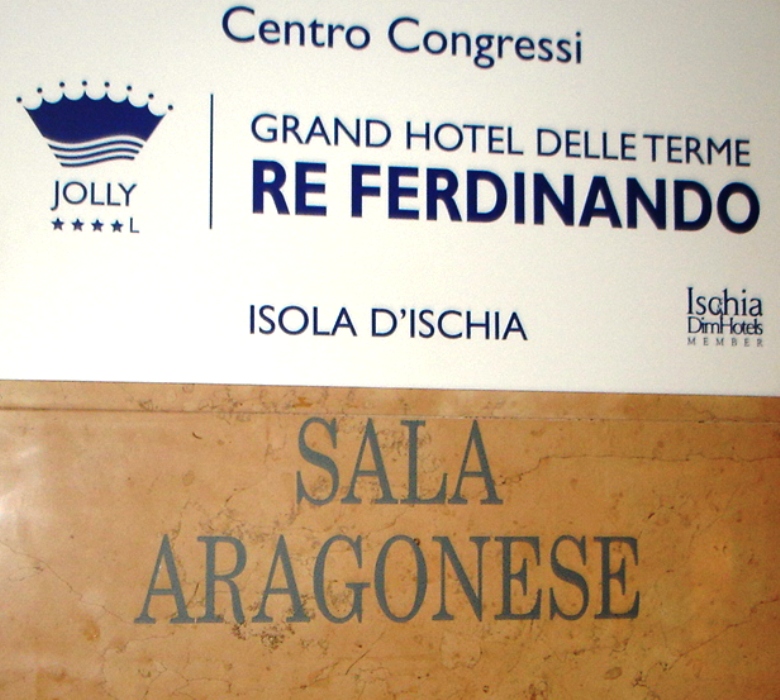 Centro Congressi
GRAND HOTEL DELLE TERME
RE FERDINANDO
JOLLY
★★★★L
ISOLA D'ISCHIA
Ischia
DimHotels
MEMBER
SALA
ARAGONESE